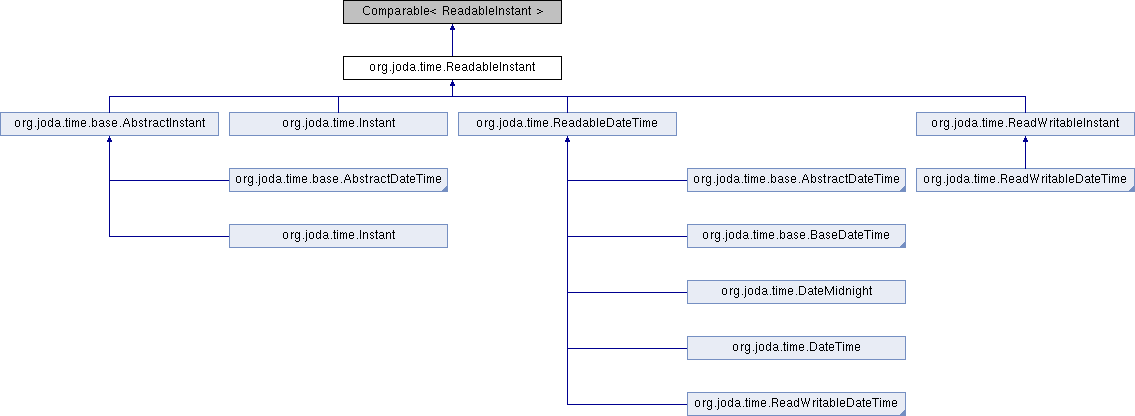 Comparable< ReadableInstant >
org.joda.time.ReadableInstant
org.joda.time.base.AbstractInstant
org.joda.time.Instant
org.joda.time.ReadableDateTime
org.joda.time.ReadWritableInstant
org.joda.time.base.AbstractDateTime
org.joda.time.base.AbstractDateTime
org.joda.time.ReadWritableDateTime
org.joda.time.Instant
org.joda.time.base.BaseDateTime
org.joda.time.DateMidnight
org.joda.time.DateTime
org.joda.time.ReadWritableDateTime